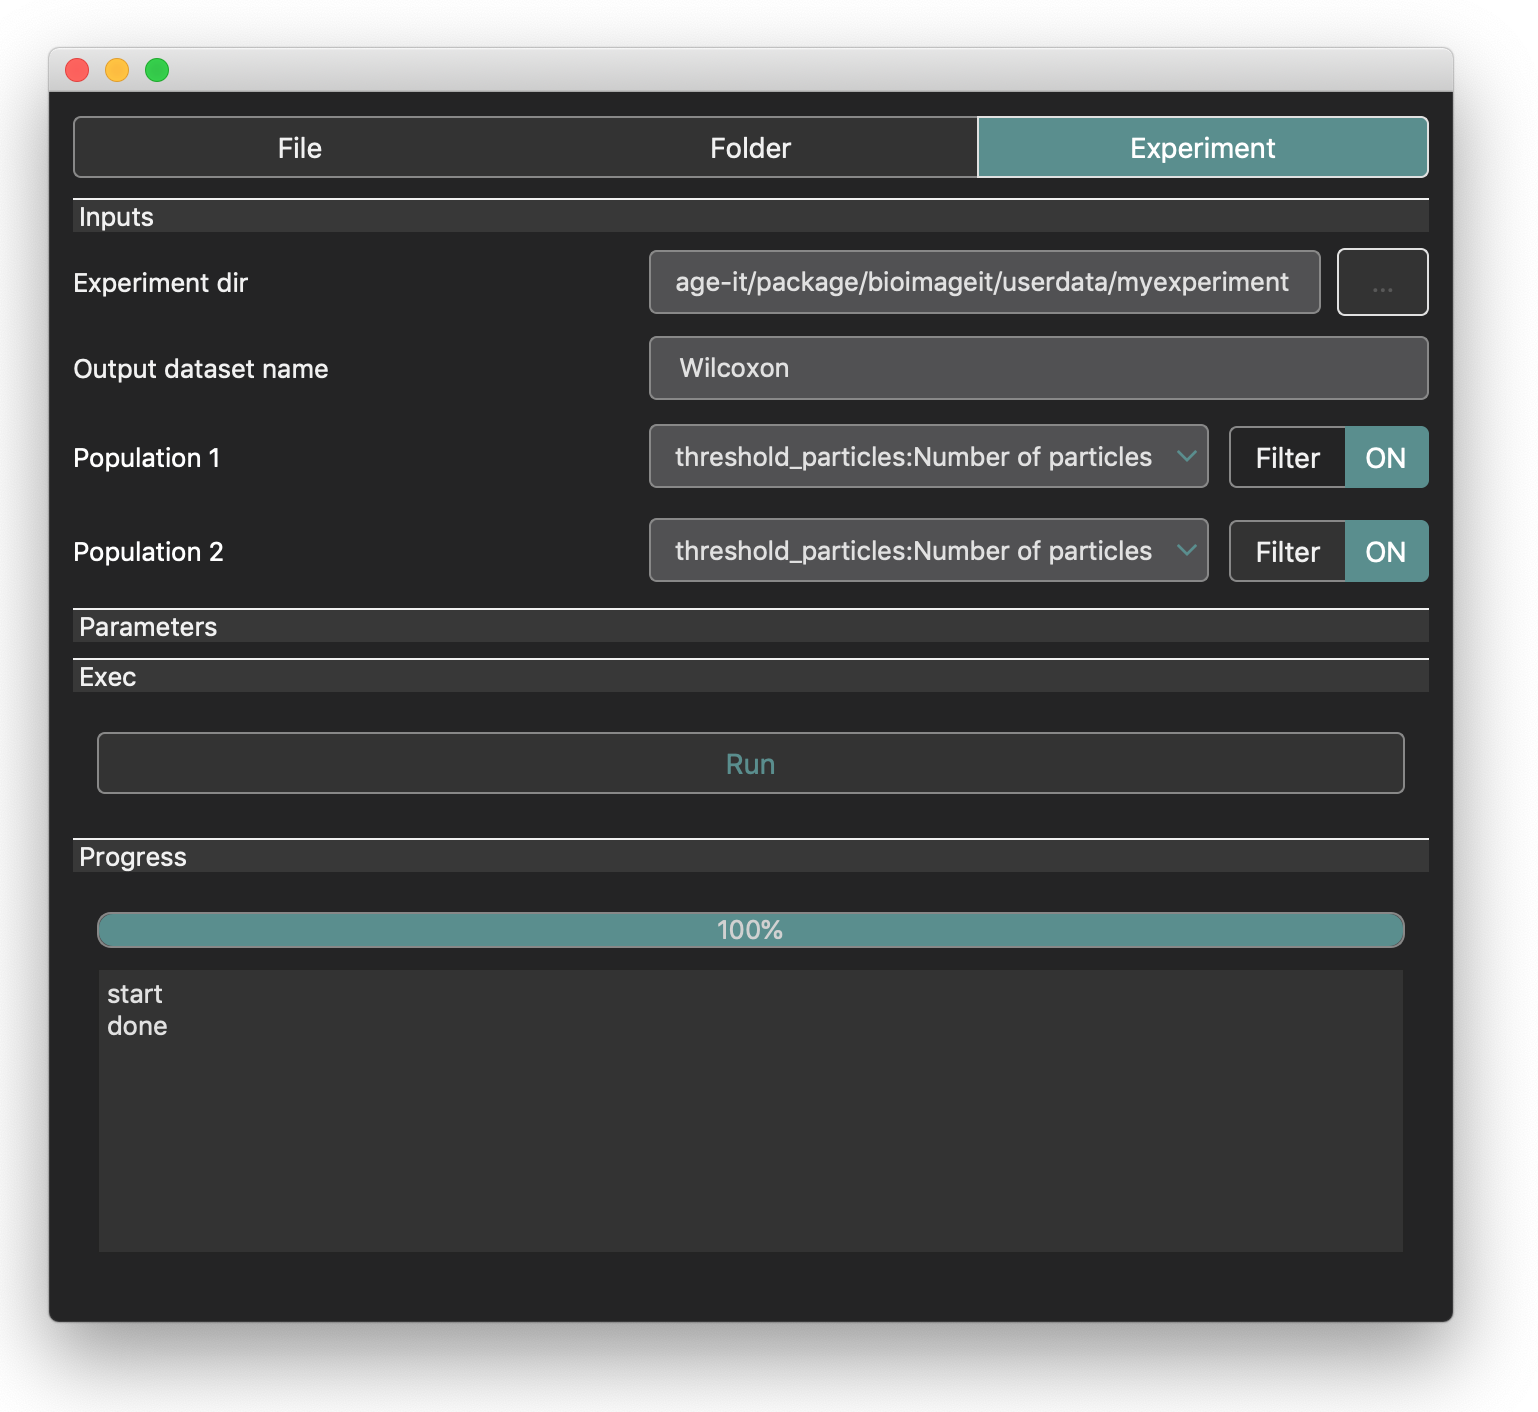 File Folder Experiment
Inputs
Experiment dir age-it/package/bioimageit/userdata/myexperiment ...
Output dataset name Wilcoxon
Population 1 threshold_particles:Number of particles Filter ON
Population 2 threshold_particles:Number of particles Filter ON
Parameters
Exec
Run
Progress
100%
start
done